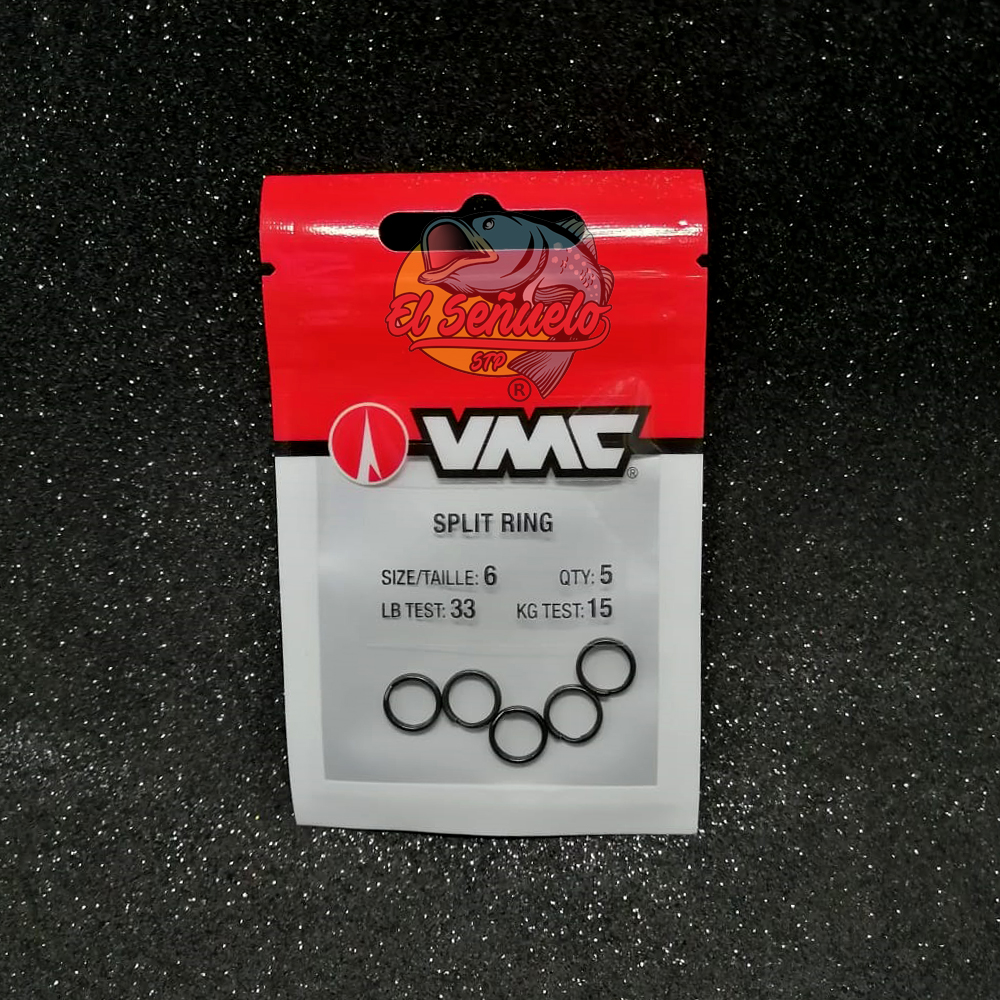 El Señuelo
STP
®
VMC®
SPLIT RING
SIZE/TAILLE: 6 QTY: 5
LB TEST: 33 KG TEST: 15